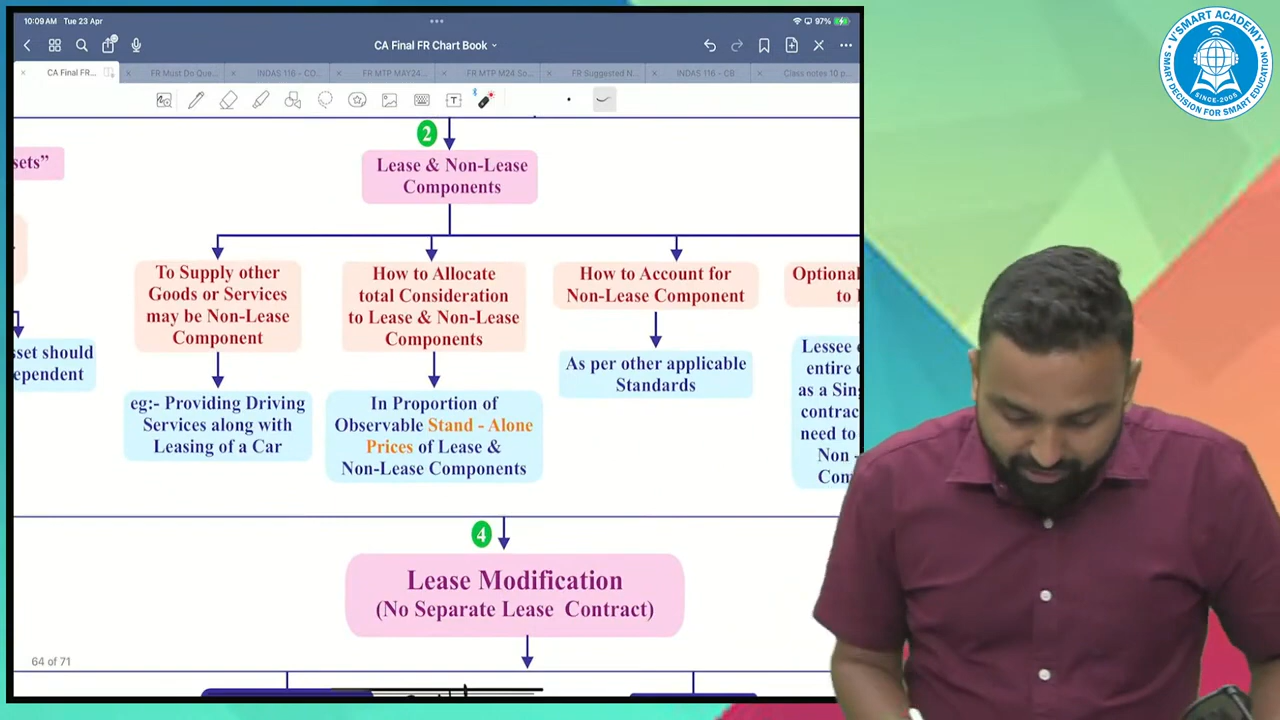 10:09 AM Tue 23 Apr
97%
CA Final FR Chart Book
CA Final FR...
FR Must Do Que...
INDAS 116 - CO...
FR MTP MAY24...
FR MTP M24 So...
FR Suggested N...
INDAS 116 - CB
Class notes 10 p...
2
Lease & Non-Lease
Components
sets”
To Supply other
Goods or Services
may be Non-Lease
Component
eg:- Providing Driving
Services along with
Leasing of a Car
How to Allocate
total Consideration
to Lease & Non-Lease
Components
In Proportion of
Observable Stand - Alone
Prices of Lease &
Non-Lease Components
How to Account for
Non-Lease Component
As per other applicable
Standards
Optional
to
Lessee
entire
as a Sing
contrac
need to
Non -
Com
sset should
ependent
4
Lease Modification
(No Separate Lease Contract)
64 of 71
V'SMART ACADEMY
SINCE-2005
SMART DECISION FOR SMART EDUCATION